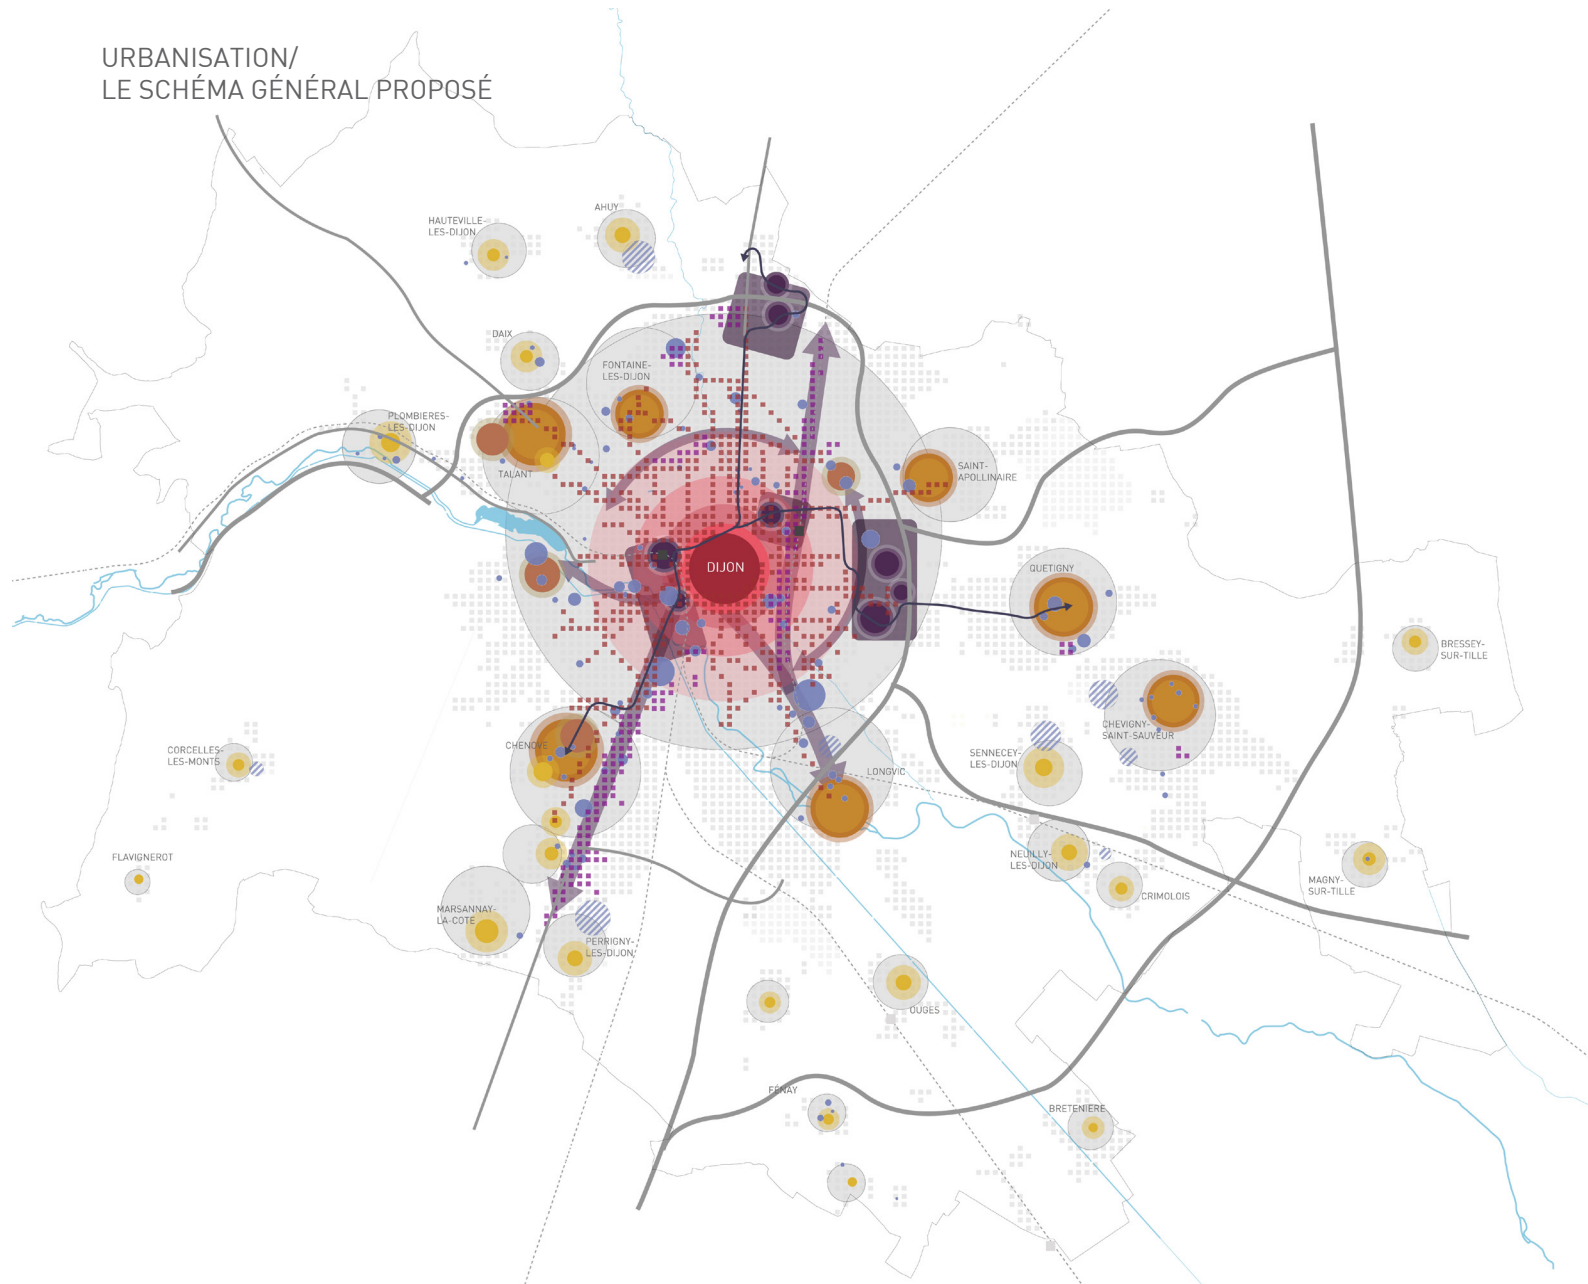 URBANISATION/
LE SCHÉMA GÉNÉRAL PROPOSÉ
AHUY
HAUTEVILLE-
LES-DIJON
DAIX
FONTAINE-
LES-DIJON
PLOMBIERES-
LES-DIJON
TALANT
SAINT-
APOLLINAIRE
DIJON
QUETIGNY
BRESSEY-
SUR-TILLE
CHEVIGNY-
SAINT-SAUVEUR
CHENOVE
CORCELLES-
LES-MONTS
SENNECEY-
LES-DIJON
LONGVIC
FLAVIGNEROT
NEUILLY-
LES-DIJON
MAGNY-
SUR-TILLE
CRIMOLOIS
MARSANNAY-
LA-COTE
PERRIGNY-
LES-DIJON
OUGES
FÉNAY
BRETENIERE